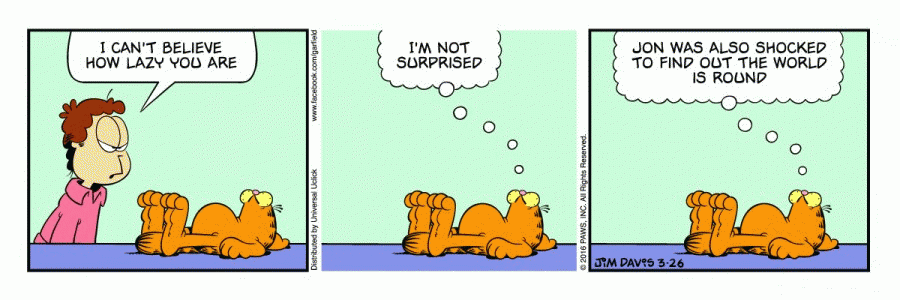 I CAN'T BELIEVE
HOW LAZY YOU ARE
www.facebook.com/garfield
Distributed by Universal Uclick
I'M NOT
SURPRISED
© 2016 PAWS, INC. All Rights Reserved.
JON WAS ALSO SHOCKED
TO FIND OUT THE WORLD
IS ROUND
JIM DAVIS 3-26